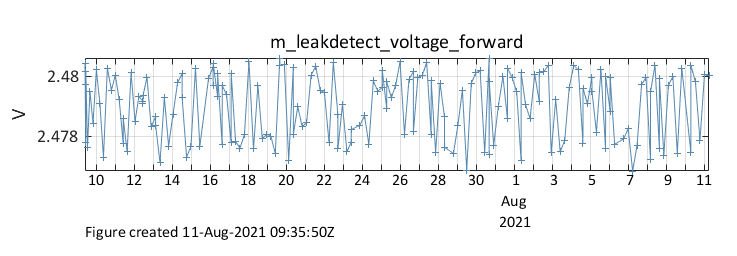 m_leakdetect_voltage_forward
2.48
V
2.478
10 12 14 16 18 20 22 24 26 28 30 1 3 5 7 9 11
Aug
2021
Figure created 11-Aug-2021 09:35:50Z